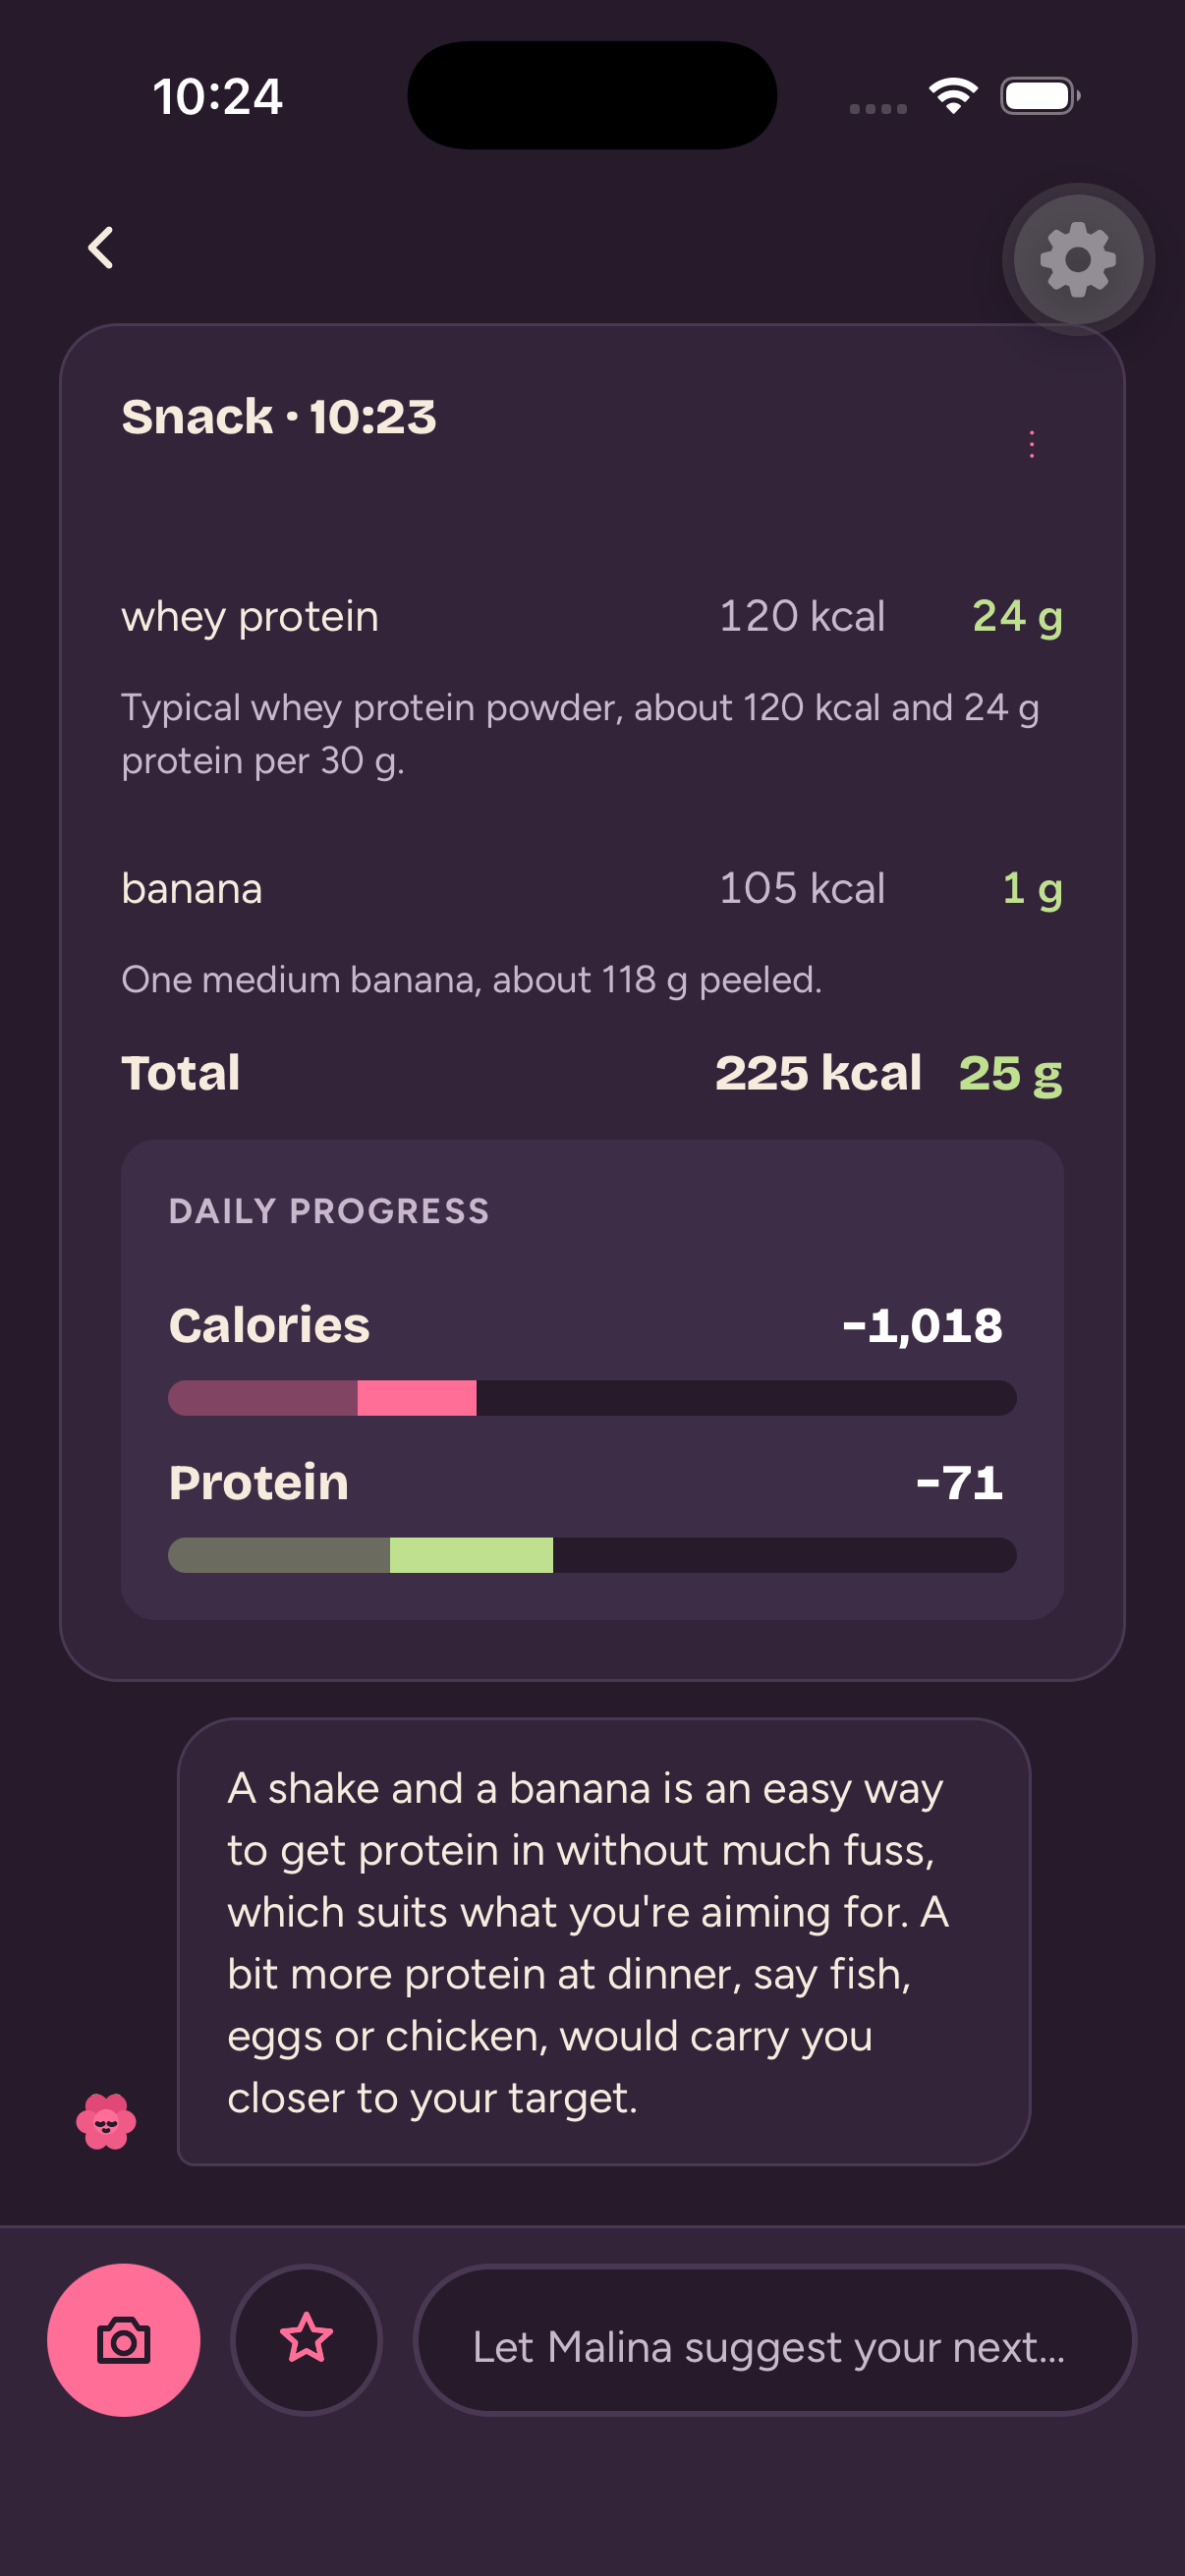 10:24
Snack · 10:23
whey protein 120 kcal 24 g
Typical whey protein powder, about 120 kcal and 24 g
protein per 30 g.
banana 105 kcal 1 g
One medium banana, about 118 g peeled.
Total 225 kcal 25 g
DAILY PROGRESS
Calories −1,018
Protein −71
A shake and a banana is an easy way
to get protein in without much fuss,
which suits what you're aiming for. A
bit more protein at dinner, say fish,
eggs or chicken, would carry you
closer to your target.
Let Malina suggest your next...